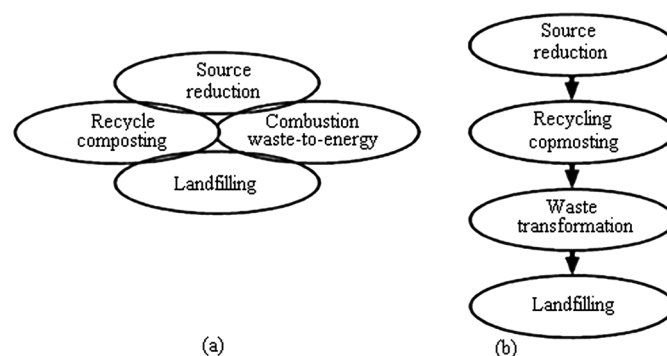 Source
reduction
Recycle
composting
Combustion
waste-to-energy
Landfilling
(a)
Source
reduction
Recycling
copmosting
Waste
transformation
Landfilling
(b)